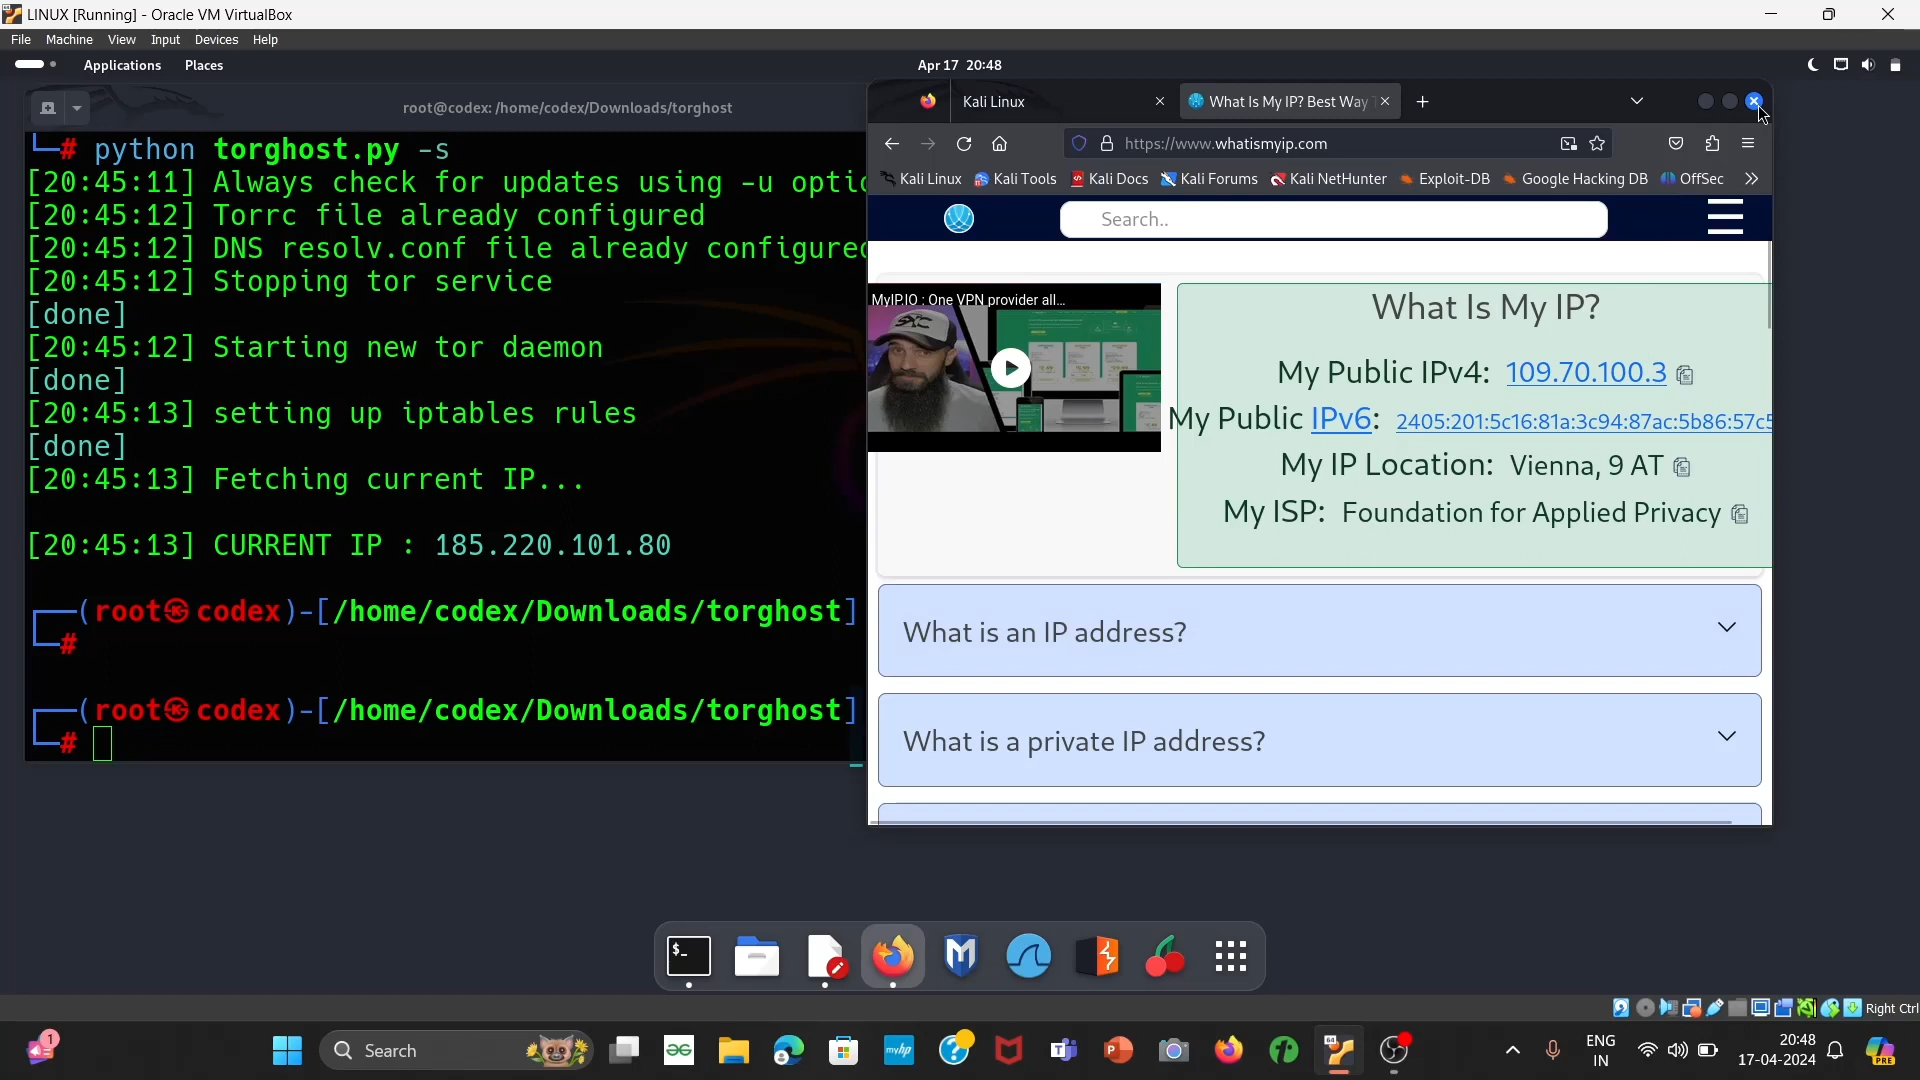 LINUX [Running] - Oracle VM VirtualBox
File Machine View Input Devices Help
Applications Places
Apr 17 20:48
root@codex: /home/codex/Downloads/torghost
└─# python torghost.py -s
[20:45:11] Always check for updates using -u optio
[20:45:12] Torrc file already configured
[20:45:12] DNS resolv.conf file already configured
[20:45:12] Stopping tor service
[done]
[20:45:12] Starting new tor daemon
[done]
[20:45:13] setting up iptables rules
[done]
[20:45:13] Fetching current IP...
[20:45:13] CURRENT IP : 185.220.101.80
┌──(root㉿codex)-[/home/codex/Downloads/torghost]
└─#
┌──(root㉿codex)-[/home/codex/Downloads/torghost]
└─#
Kali Linux
What Is My IP? Best Way T
https://www.whatismyip.com
Kali Linux Kali Tools Kali Docs Kali Forums Kali NetHunter Exploit-DB Google Hacking DB OffSec
Search..
MyIP.IO : One VPN provider all...
What Is My IP?
My Public IPv4: 109.70.100.3
My Public IPv6: 2405:201:5c16:81a:3c94:87ac:5b86:57c5
My IP Location: Vienna, 9 AT
My ISP: Foundation for Applied Privacy
What is an IP address?
What is a private IP address?
Right Ctrl
1
Search
myhp
ENG
IN
20:48
17-04-2024
PRE